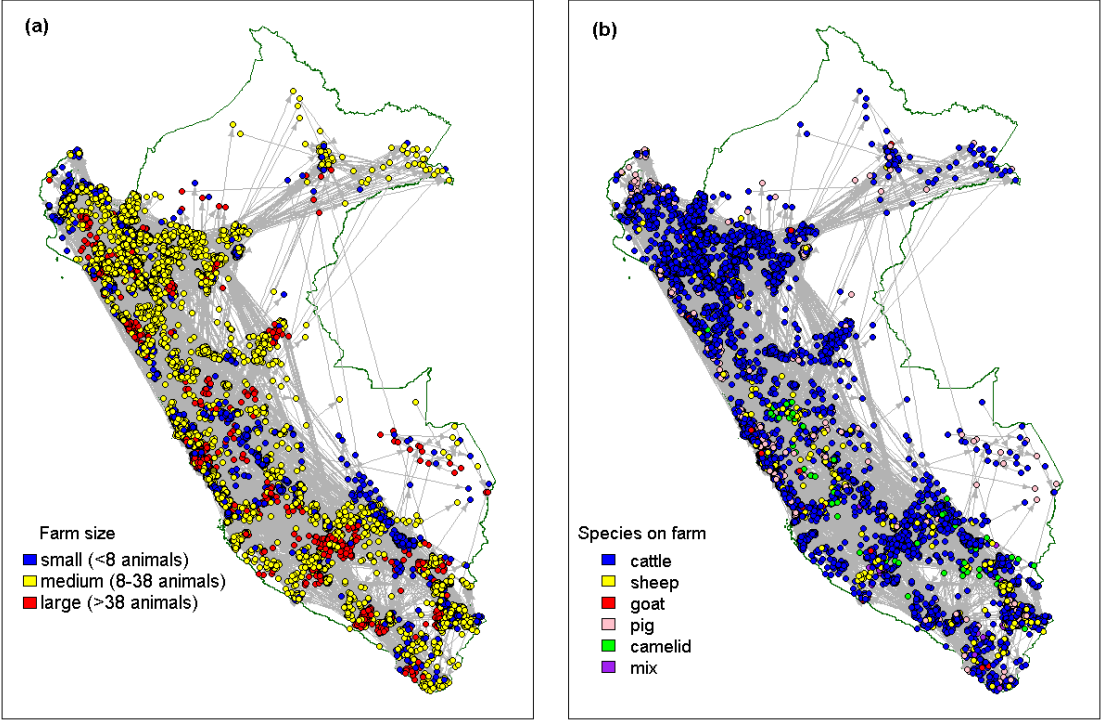 (a)
Farm size
small (<8 animals)
medium (8-38 animals)
large (>38 animals)
(b)
Species on farm
cattle
sheep
goat
pig
camelid
mix